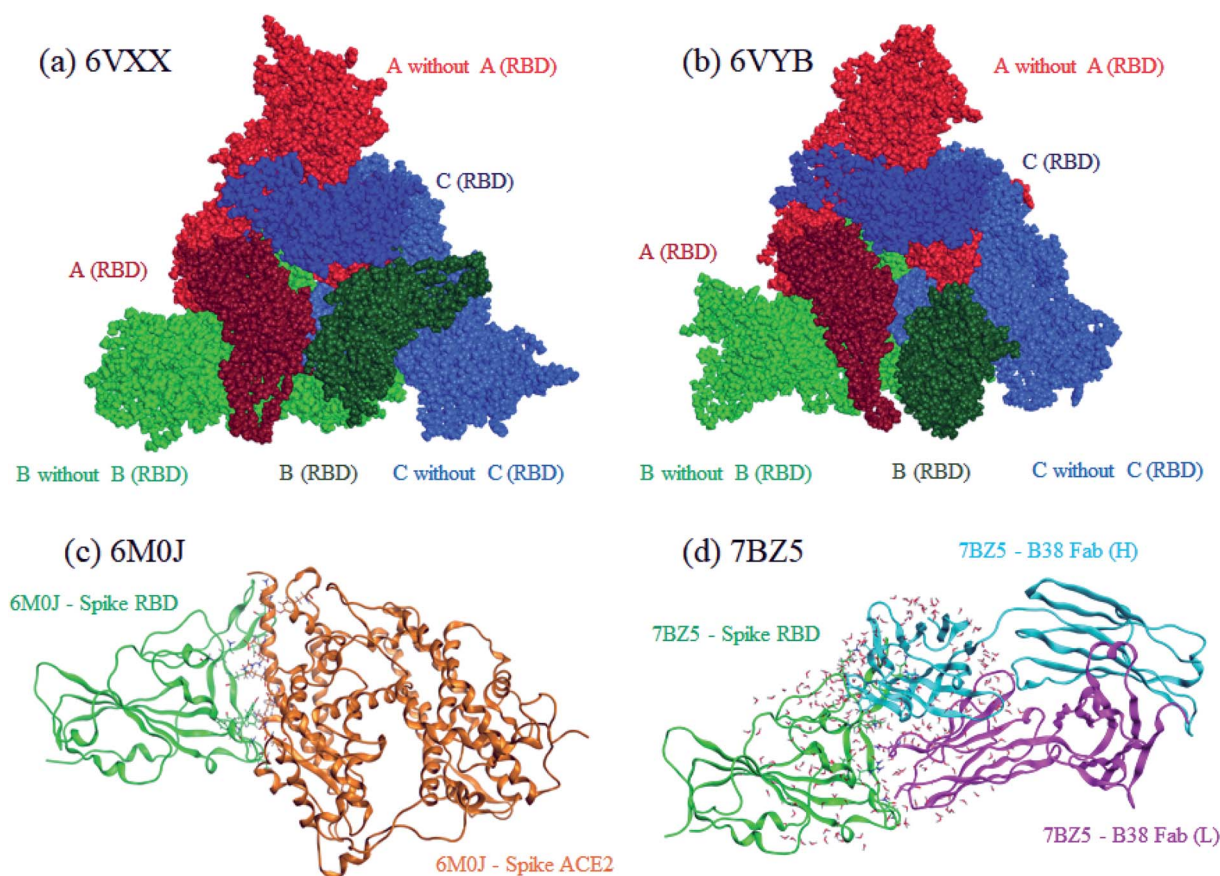 (a) 6VXX
A without A (RBD)
C (RBD)
A (RBD)
B without B (RBD)
B (RBD)
C without C (RBD)
(b) 6VYB
A without A (RBD)
C (RBD)
A (RBD)
B without B (RBD)
B (RBD)
C without C (RBD)
(c) 6M0J
6M0J - Spike RBD
6M0J - Spike ACE2
(d) 7BZ5
7BZ5 - B38 Fab (H)
7BZ5 - Spike RBD
7BZ5 - B38 Fab (L)